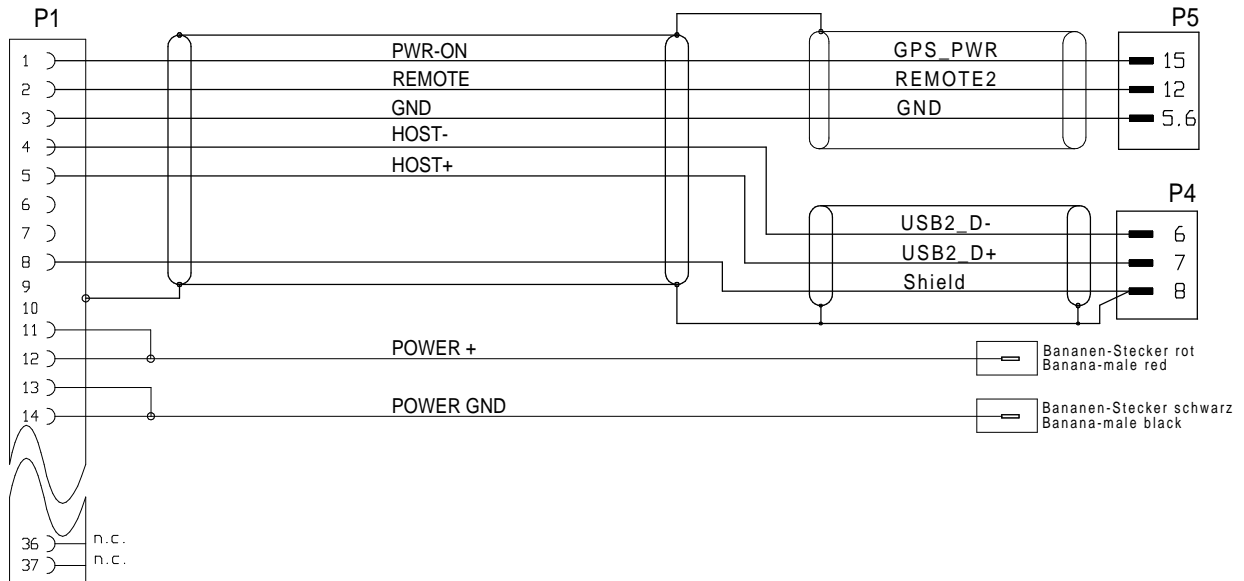 P1
P5
1 PWR-ON GPS_PWR 15
2 REMOTE REMOTE2 12
3 GND GND 5.6
4 HOST-
5 HOST+
P4
6 USB2_D- 6
7 USB2_D+ 7
8 Shield 8
9
10
11
12 POWER + Bananen-Stecker rot
Banana-male red
13
14 POWER GND Bananen-Stecker schwarz
Banana-male black
36 n.c.
37 n.c.